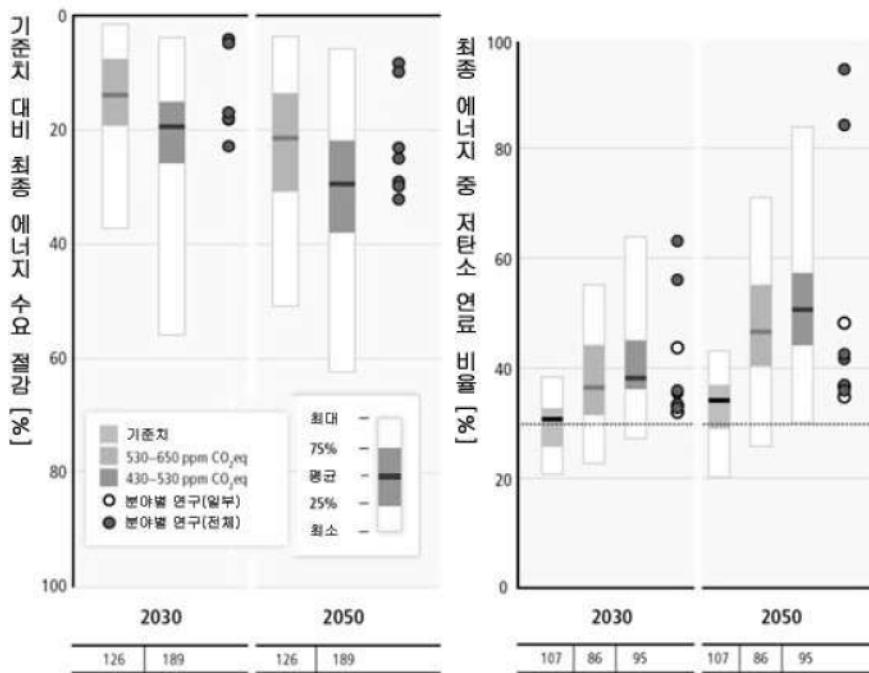 기준치 대비 최종 에너지 수요 절감 [%]
0
20
40
60
80
100
기준치
530–650 ppm CO₂eq
430–530 ppm CO₂eq
분야별 연구(일부)
분야별 연구(전체)
최대
75%
평균
25%
최소
2030
2050
126 189 126 189
최종 에너지 중 저탄소 연료 비율 [%]
100
80
60
40
20
0
2030
2050
107 86 95 107 86 95